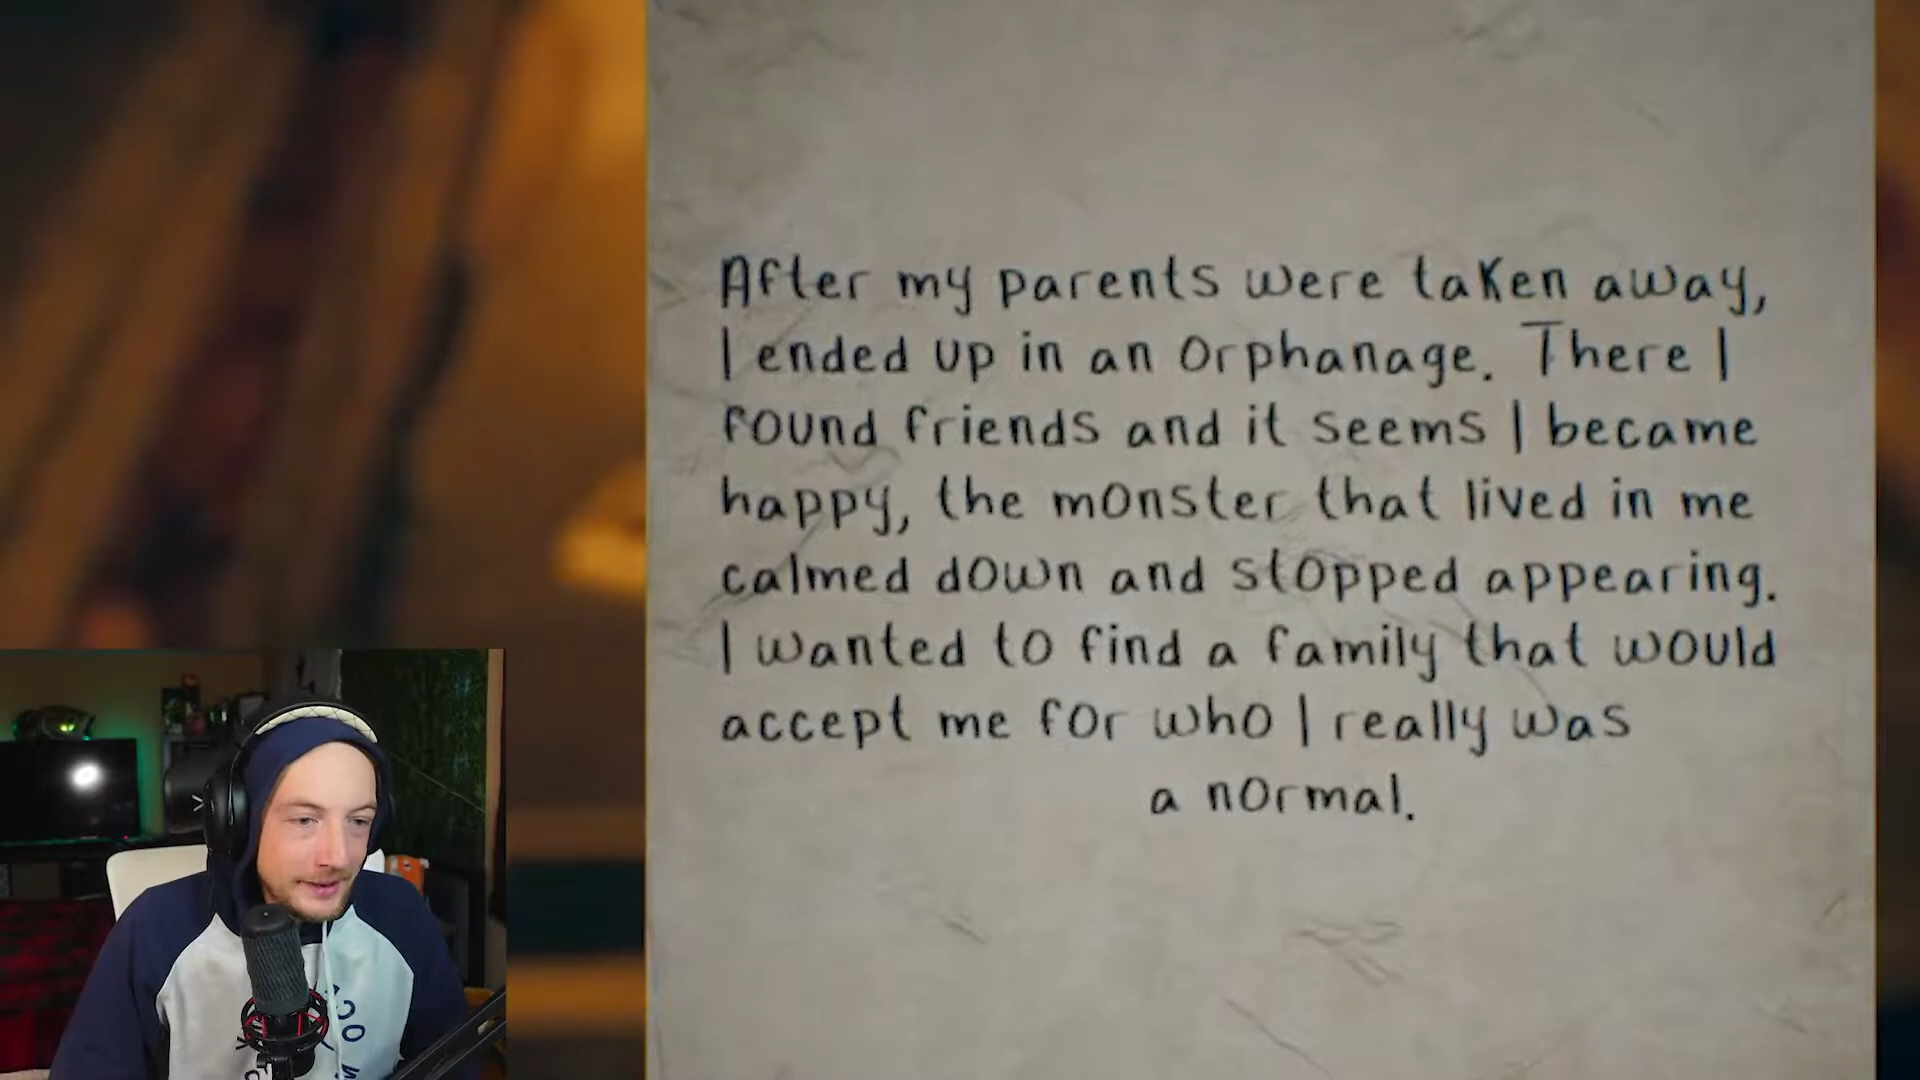 After my parents were taken away,
I ended up in an orphanage. There I
found friends and it seems I became
happy, the monster that lived in me
calmed down and stopped appearing.
I wanted to find a family that would
accept me for who I really was
a normal.